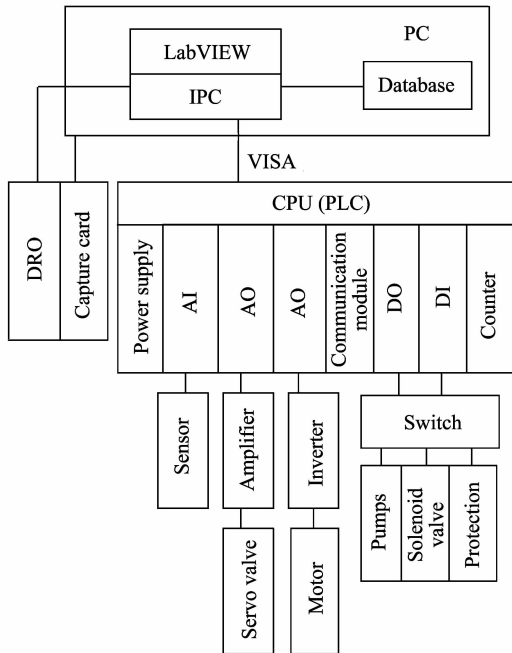 PC
LabVIEW
IPC
Database
VISA
CPU (PLC)
DRO
Capture card
Power supply
AI
AO
AO
Communication
module
DO
DI
Counter
Sensor
Amplifier
Inverter
Switch
Servo valve
Motor
Pumps
Solenoid
valve
Protection